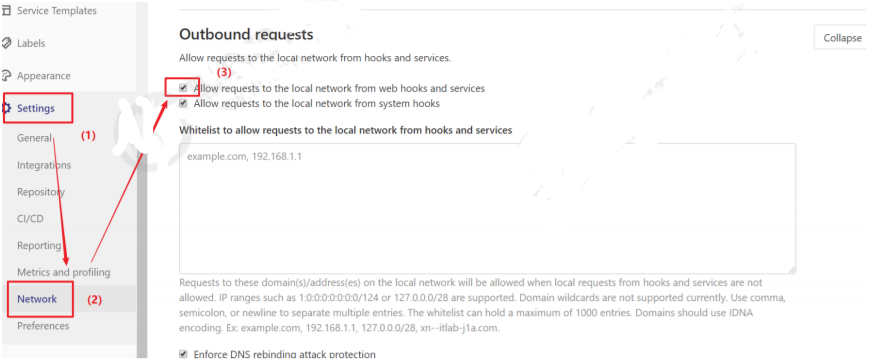 Service Templates
Labels
Appearance
Settings
(1)
General
Integrations
Repository
CI/CD
Reporting
Metrics and profiling
Network
(2)
Preferences
Outbound requests
Collapse
Allow requests to the local network from hooks and services.
(3)
Allow requests to the local network from web hooks and services
Allow requests to the local network from system hooks
Whitelist to allow requests to the local network from hooks and services
example.com, 192.168.1.1
Requests to these domain(s)/address(es) on the local network will be allowed when local requests from hooks and services are not
allowed. IP ranges such as 1:0:0:0:0:0:0:0/124 or 127.0.0.0/28 are supported. Domain wildcards are not supported currently. Use comma,
semicolon, or newline to separate multiple entries. The whitelist can hold a maximum of 1000 entries. Domains should use IDNA
encoding. Ex: example.com, 192.168.1.1, 127.0.0.0/28, xn--itlab-j1a.com.
Enforce DNS rebinding attack protection